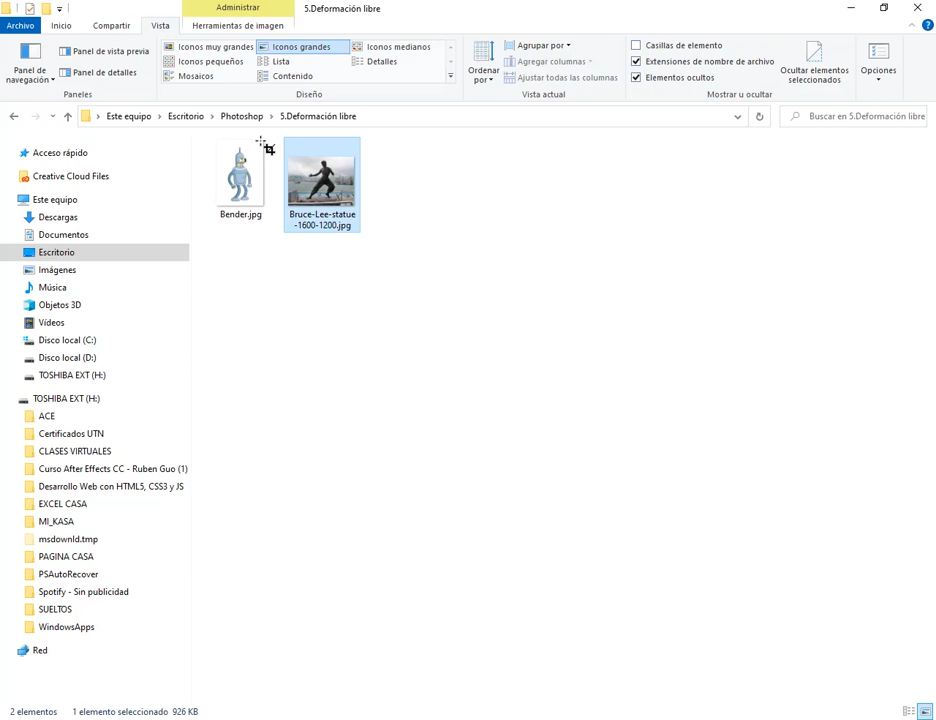 Administrar
5.Deformación libre
Archivo
Inicio
Compartir
Vista
Herramientas de imagen
Panel de navegación
Panel de vista previa
Panel de detalles
Paneles
Iconos muy grandes
Iconos grandes
Iconos medianos
Iconos pequeños
Lista
Detalles
Mosaicos
Contenido
Diseño
Ordenar por
Agrupar por
Agregar columnas
Ajustar todas las columnas
Vista actual
Casillas de elemento
Extensiones de nombre de archivo
Elementos ocultos
Ocultar elementos seleccionados
Mostrar u ocultar
Opciones
Este equipo > Escritorio > Photoshop > 5.Deformación libre
Buscar en 5.Deformación libre
Acceso rápido
Creative Cloud Files
Este equipo
Descargas
Documentos
Escritorio
Imágenes
Música
Objetos 3D
Vídeos
Disco local (C:)
Disco local (D:)
TOSHIBA EXT (H:)
TOSHIBA EXT (H:)
ACE
Certificados UTN
CLASES VIRTUALES
Curso After Effects CC - Ruben Guo (1)
Desarrollo Web con HTML5, CSS3 y JS
EXCEL CASA
MI_KASA
msdownld.tmp
PAGINA CASA
PSAutoRecover
Spotify - Sin publicidad
SUELTOS
WindowsApps
Red
Bender.jpg
Bruce-Lee-statue
-1600-1200.jpg
2 elementos
1 elemento seleccionado 926 KB